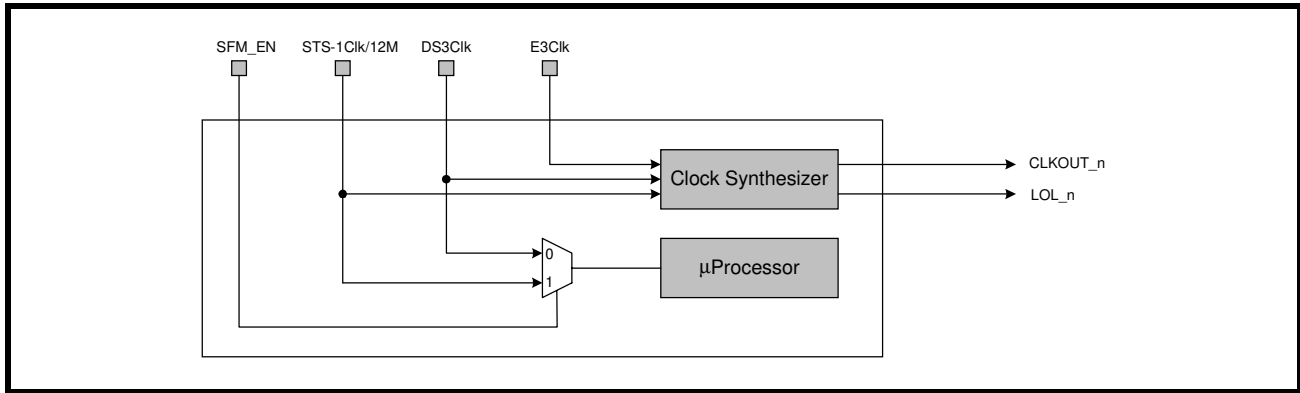 SFM_EN STS-1Clk/12M DS3Clk E3Clk
Clock Synthesizer
CLKOUT_n
LOL_n
0
1
μProcessor